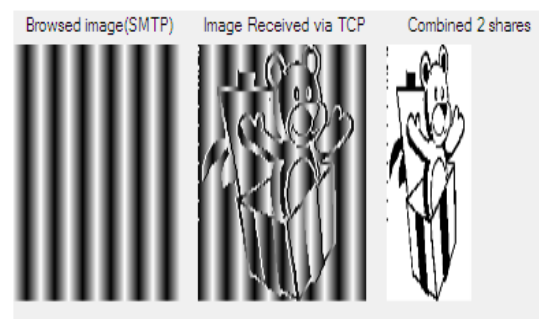 Browsed image(SMTP)
Image Received via TCP
Combined 2 shares